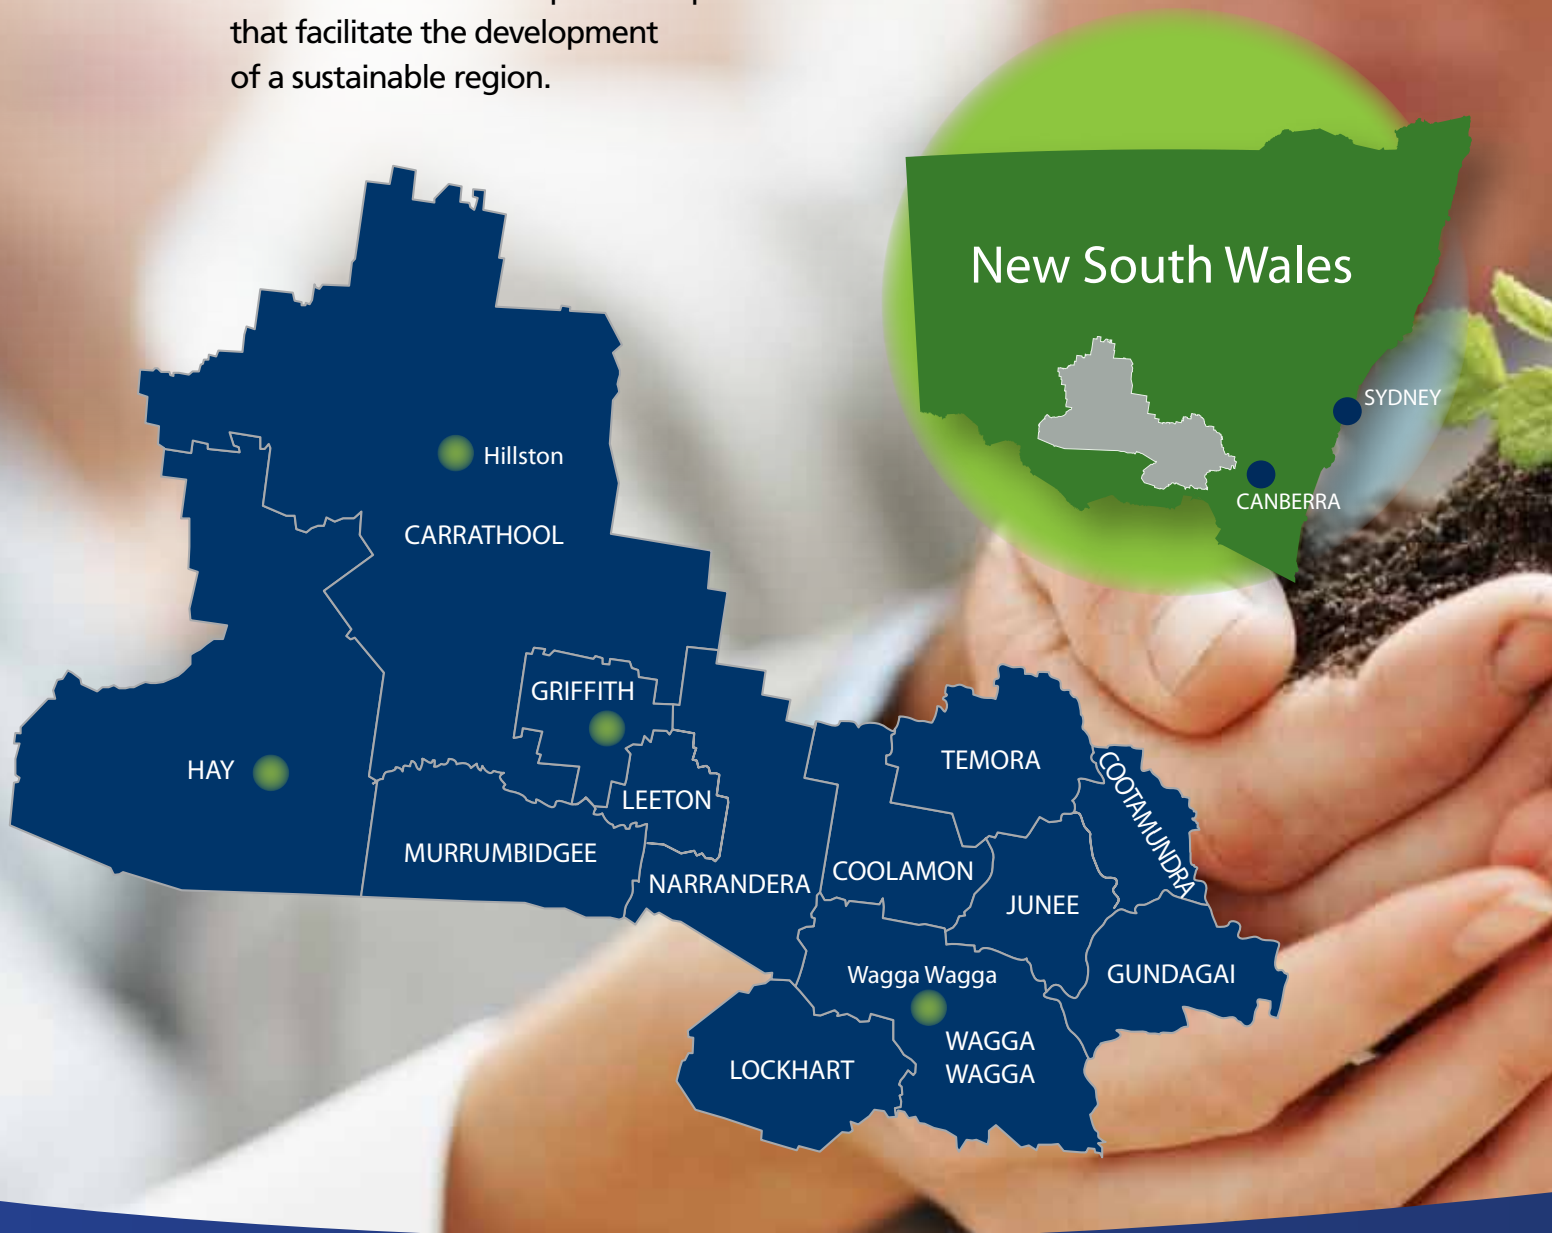 that facilitate the development
of a sustainable region.
New South Wales
SYDNEY
CANBERRA
Hillston
CARRATHOOL
GRIFFITH
HAY
LEETON
MURRUMBIDGEE
NARRANDERA
TEMORA
COOTAMUNDRA
COOLAMON
JUNEE
Wagga Wagga
GUNDAGAI
WAGGA
WAGGA
LOCKHART